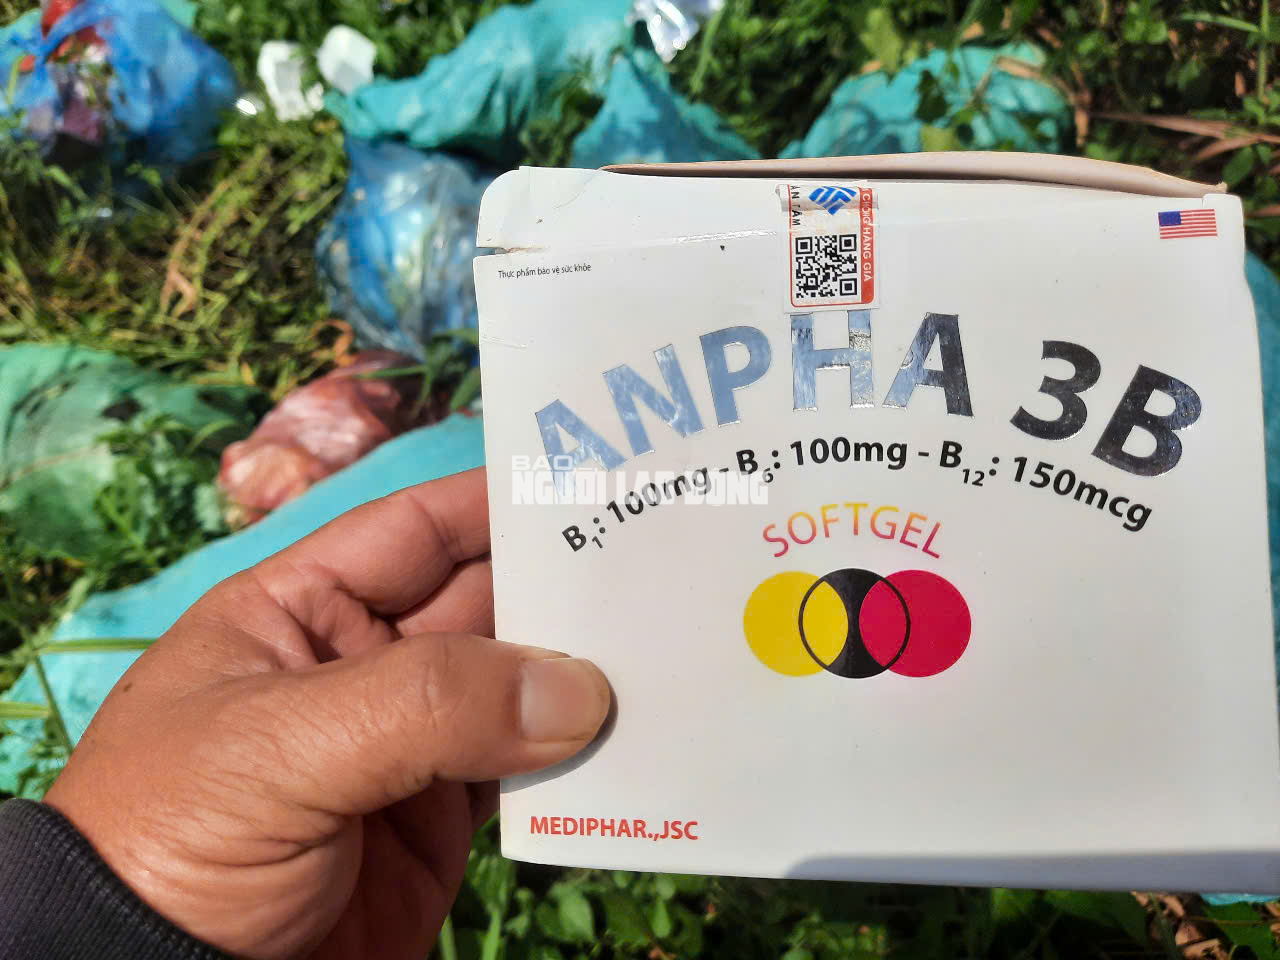 CHỐNG HÀNG GIẢ
Thực phẩm bảo vệ sức khỏe
ANPHA 3B
B1: 100mg - B6: 100mg - B12: 150mcg
BÁO
NGƯỜI LAO ĐỘNG
SOFTGEL
MEDIPHAR.,JSC